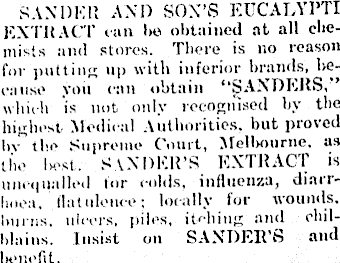 SANDER AND SON'S EUCALYPTI
EXTRACT can be obtained at all che-
mists and stores. There is no reason
for putting up with inferior brands, be-
cause you can obtain "SANDERS,"
which is not only recognised by the
highest Medical Authorities, but proved
by the Supreme Court, Melbourne, as
the best. SANDER'S EXTRACT is
unequalled for colds, influenza, diarr-
hoea, flatulence; locally for wounds,
burns, ulcers, piles, itching and chil-
blains. Insist on SANDER'S and
benefit.